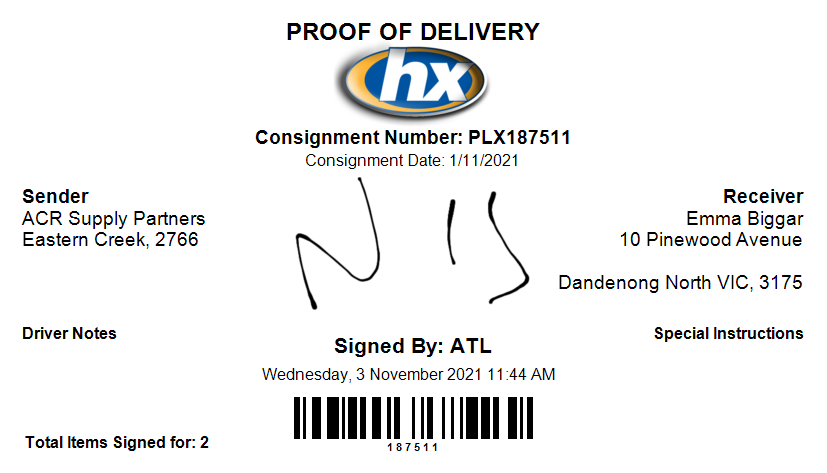 PROOF OF DELIVERY
hx
Consignment Number: PLX187511
Consignment Date: 1/11/2021
Sender
ACR Supply Partners
Eastern Creek, 2766
Receiver
Emma Biggar
10 Pinewood Avenue
Dandenong North VIC, 3175
Driver Notes
Special Instructions
Signed By: ATL
Wednesday, 3 November 2021 11:44 AM
187511
Total Items Signed for: 2